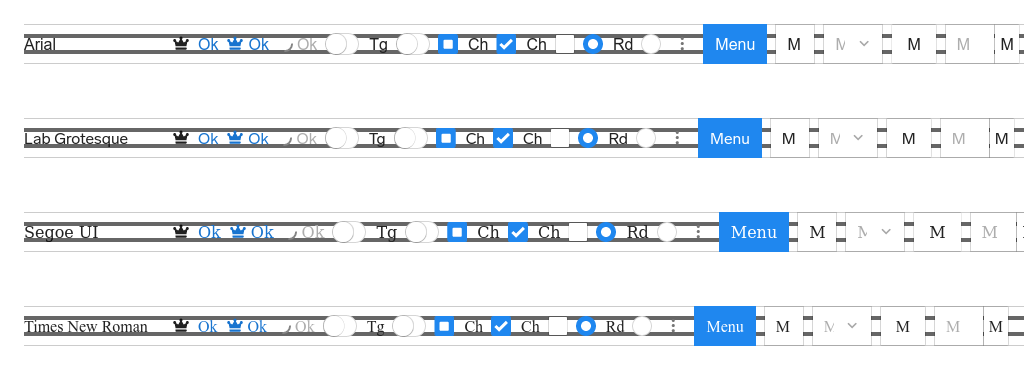 Arial Ok Ok Ok Tg Ch Ch Rd Menu M M M M M
Lab Grotesque Ok Ok Ok Tg Ch Ch Rd Menu M M M M M
Segoe UI Ok Ok Ok Tg Ch Ch Rd Menu M M M M
Times New Roman Ok Ok Ok Tg Ch Ch Rd Menu M M M M M